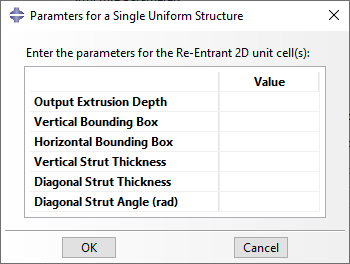 Paramters for a Single Uniform Structure
Enter the parameters for the Re-Entrant 2D unit cell(s):
Value
Output Extrusion Depth
Vertical Bounding Box
Horizontal Bounding Box
Vertical Strut Thickness
Diagonal Strut Thickness
Diagonal Strut Angle (rad)
OK Cancel